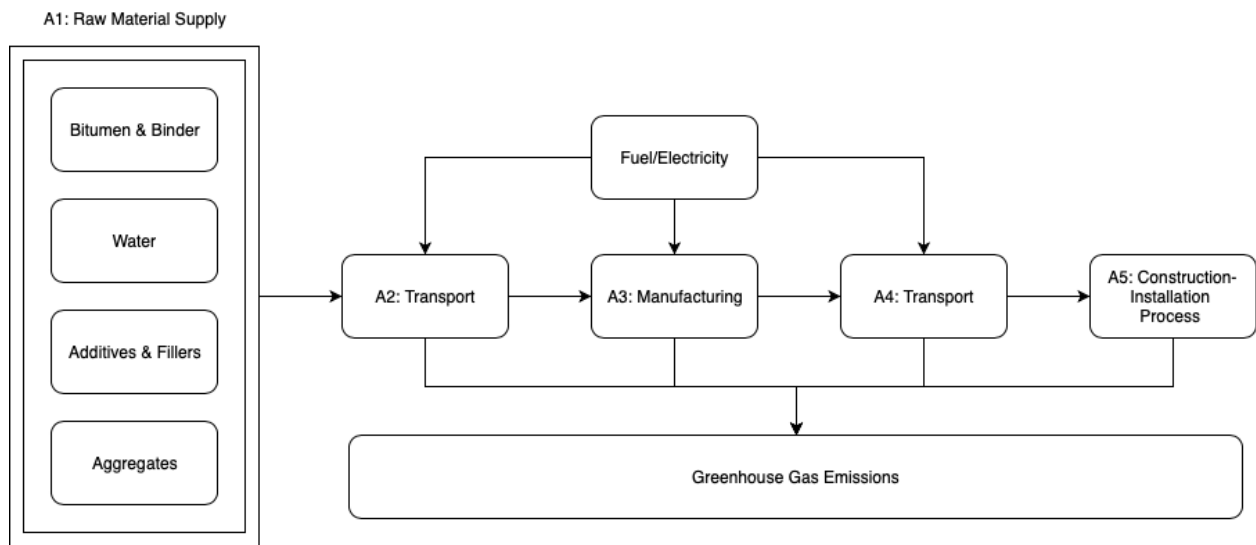 A1: Raw Material Supply
Bitumen & Binder
Water
Additives & Fillers
Aggregates
Fuel/Electricity
A2: Transport
A3: Manufacturing
A4: Transport
A5: Construction-
Installation
Process
Greenhouse Gas Emissions